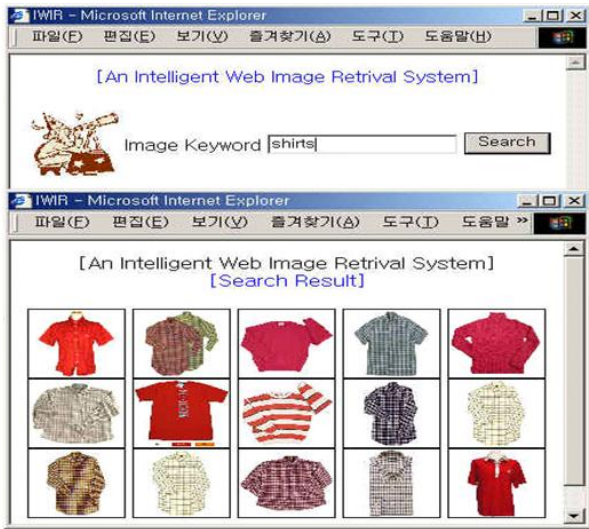 IWIR - Microsoft Internet Explorer
파일(F) 편집(E) 보기(V) 즐겨찾기(A) 도구(T) 도움말(H)
[An Intelligent Web Image Retrival System]
Image Keyword shirts Search
IWIR - Microsoft Internet Explorer
파일(F) 편집(E) 보기(V) 즐겨찾기(A) 도구(T) 도움말 »
[An Intelligent Web Image Retrival System]
[Search Result]